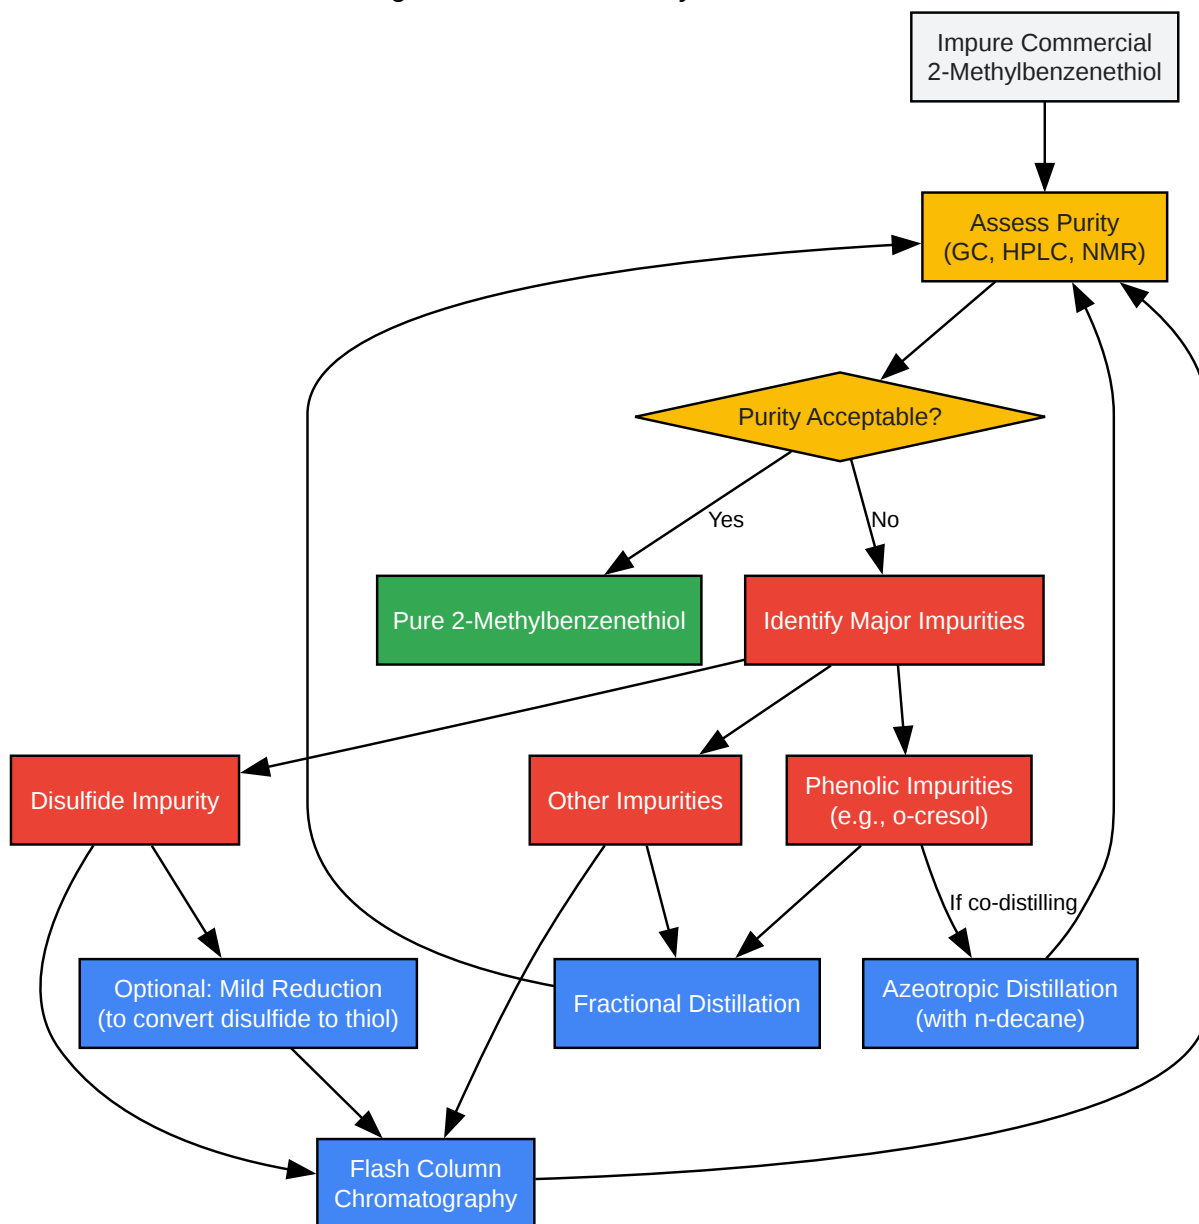 Impure Commercial
2-Methylbenzenethiol
Assess Purity
(GC, HPLC, NMR)
Purity Acceptable?
Yes
No
Pure 2-Methylbenzenethiol
Identify Major Impurities
Disulfide Impurity
Other Impurities
Phenolic Impurities
(e.g., o-cresol)
If co-distilling
Optional: Mild Reduction
(to convert disulfide to thiol)
Fractional Distillation
Azeotropic Distillation
(with n-decane)
Flash Column
Chromatography